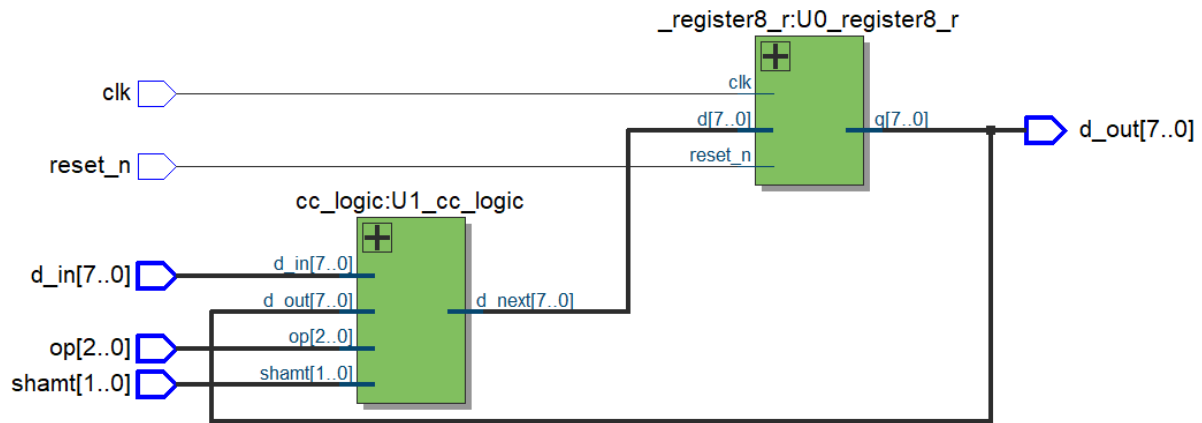 _register8_r:U0_register8_r
clk
clk
d[7..0]
q[7..0]
d_out[7..0]
reset_n
reset_n
cc_logic:U1_cc_logic
d_in[7..0]
d_in[7..0]
d_out[7..0]
d_next[7..0]
op[2..0]
op[2..0]
shamt[1..0]
shamt[1..0]